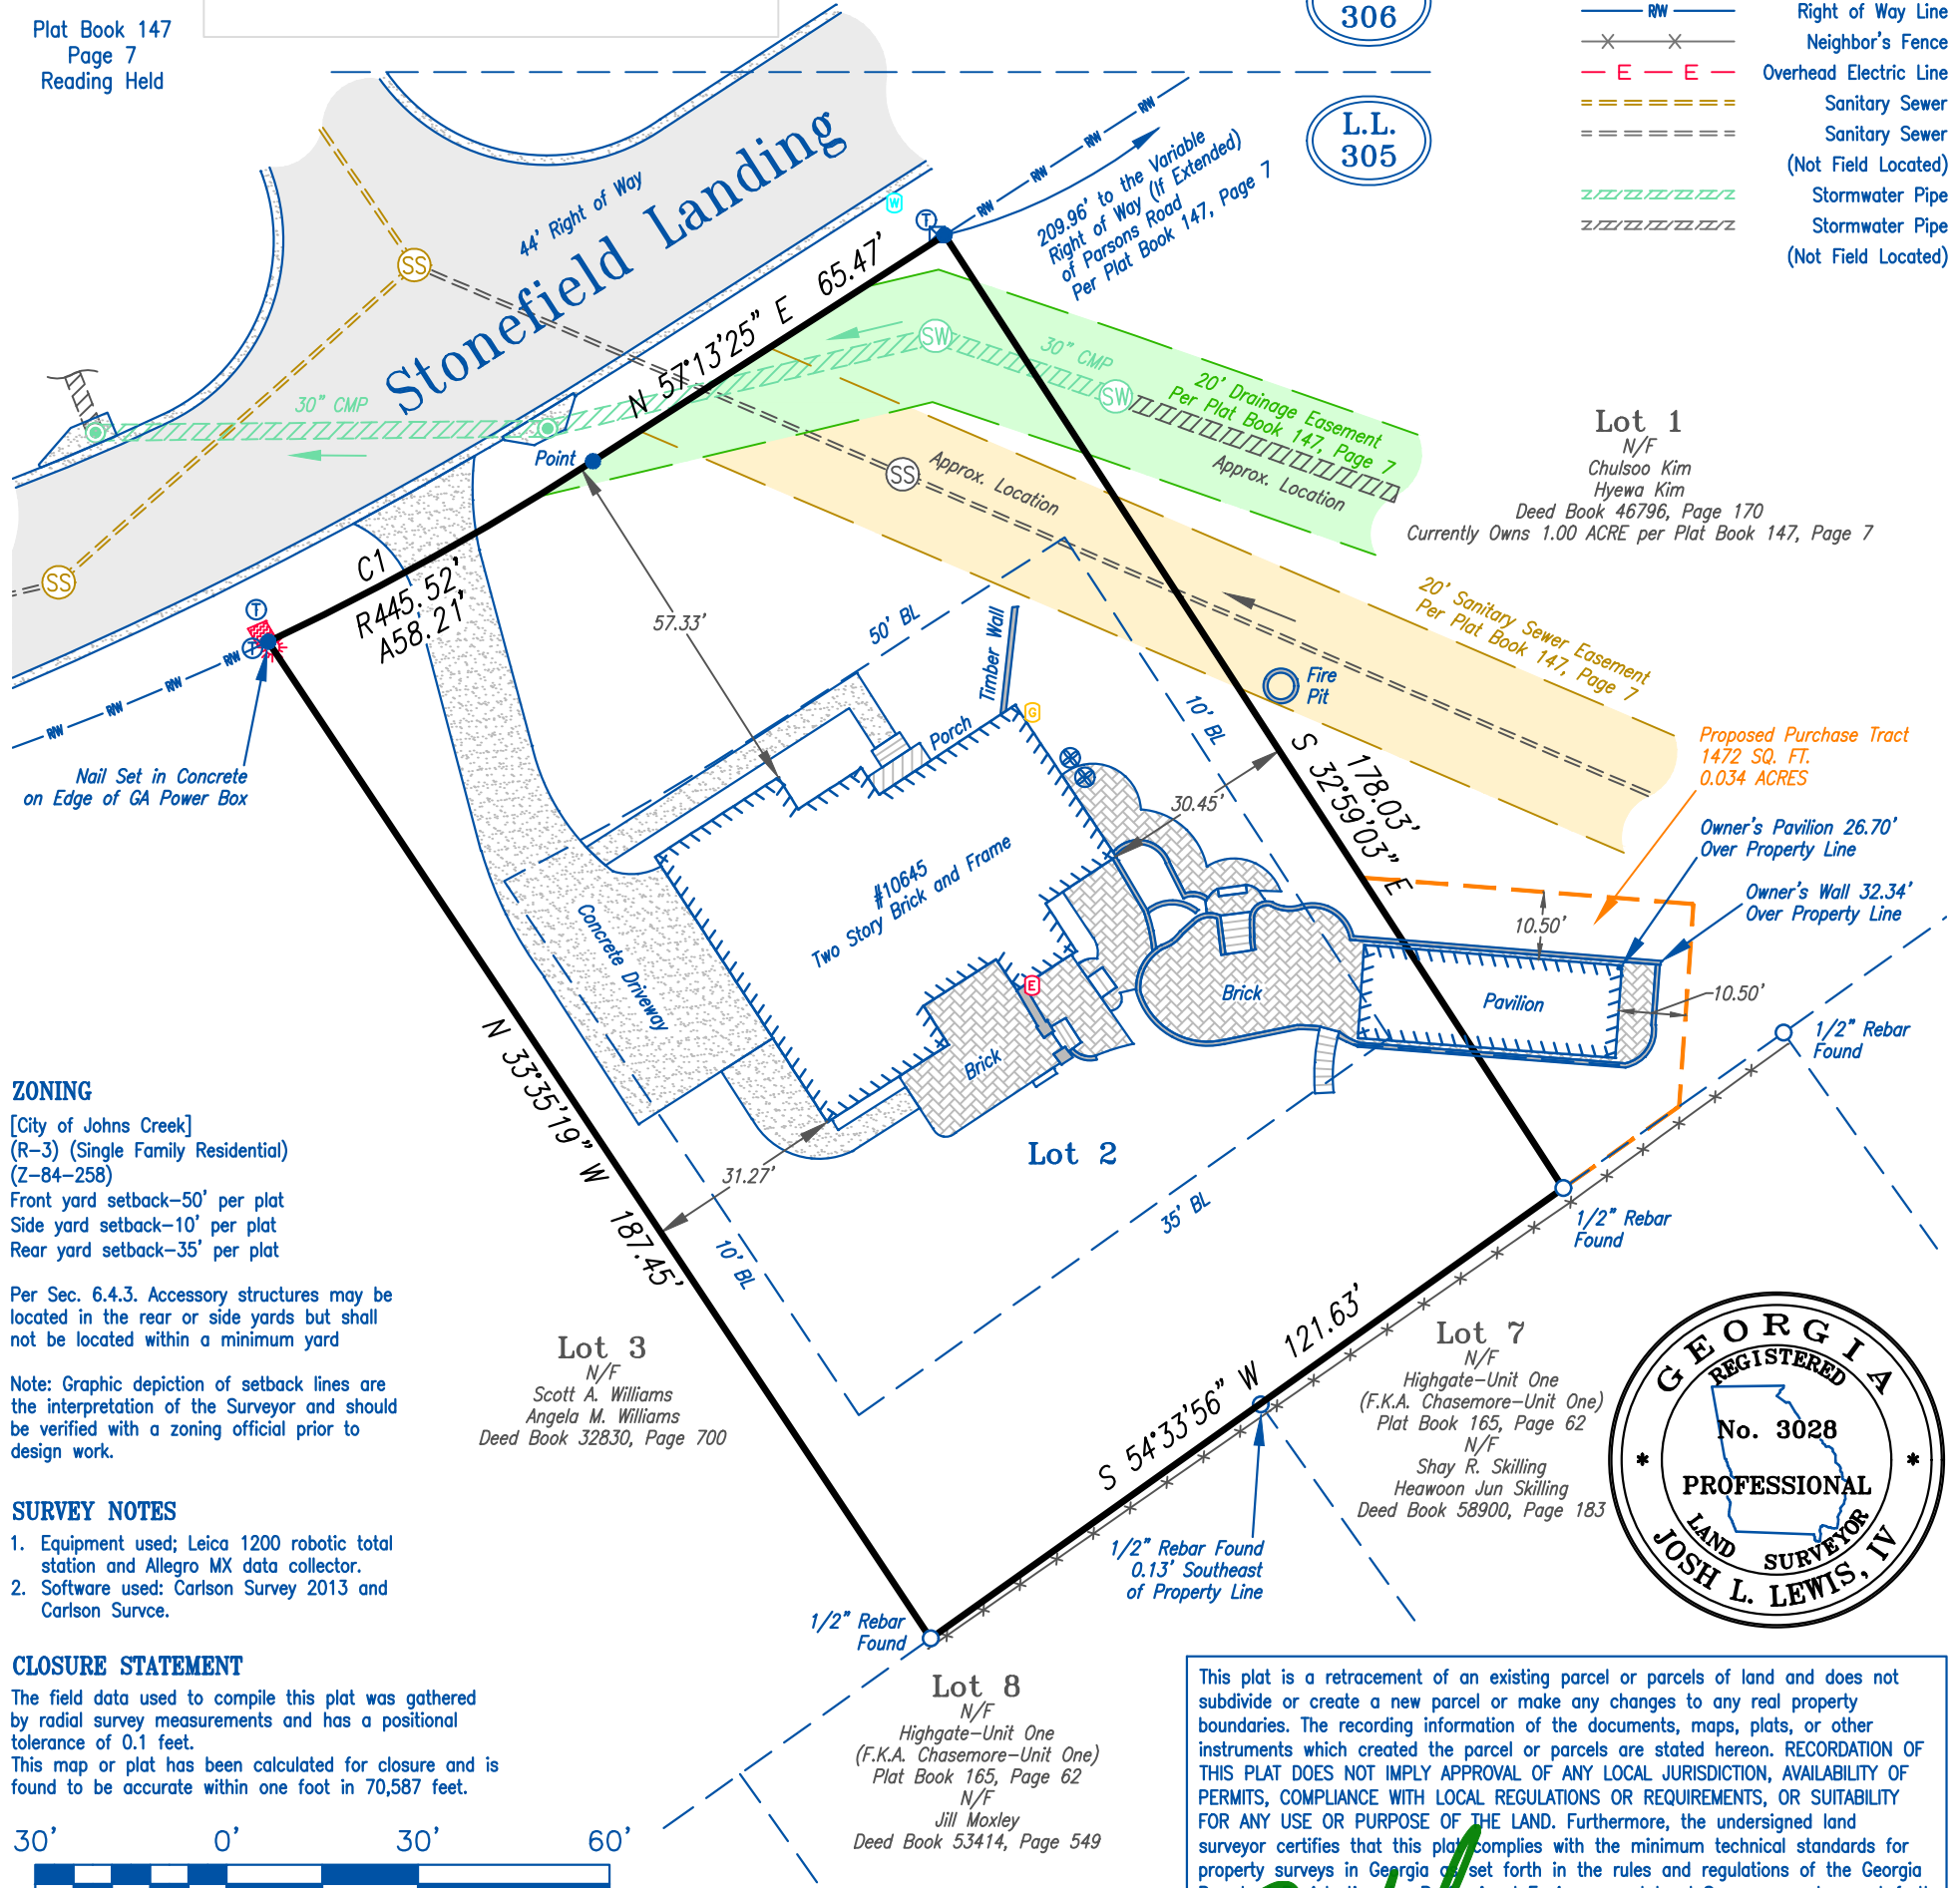 Plat Book 147
Page 7
Reading Held
306
L.L.
305
R/W
Right of Way Line
Neighbor's Fence
E E
Overhead Electric Line
Sanitary Sewer
Sanitary Sewer
(Not Field Located)
Stormwater Pipe
Stormwater Pipe
(Not Field Located)
44' Right of Way
Stonefield Landing
W
T
R/W R/W R/W R/W
209.96' to the Variable
Right of Way (If Extended)
of Parsons Road
Per Plat Book 147, Page 7
N 57°13'25" E 65.47'
SS
SW
SW
30" CMP
30" CMP
20' Drainage Easement
Per Plat Book 147, Page 7
Approx. Location
Lot 1
N/F
Chulsoo Kim
Hyewa Kim
Deed Book 46796, Page 170
Currently Owns 1.00 ACRE per Plat Book 147, Page 7
Point
SS
Approx. Location
SS
C1
R445.52'
A58.21'
T
T
R/W R/W R/W R/W
57.33'
50' BL
Timber Wall
20' Sanitary Sewer Easement
Per Plat Book 147, Page 7
Fire
Pit
10' BL
G
Porch
Nail Set in Concrete
on Edge of GA Power Box
S 32°59'03" E
178.03'
30.45'
Proposed Purchase Tract
1472 SQ. FT.
0.034 ACRES
Owner's Pavilion 26.70'
Over Property Line
Owner's Wall 32.34'
Over Property Line
#10645
Two Story Brick and Frame
Concrete Driveway
10.50'
E
Brick
Pavilion
10.50'
1/2" Rebar
Found
Brick
N 33°35'19" W 187.45'
Lot 2
31.27'
10' BL
35' BL
1/2" Rebar
Found
ZONING
[City of Johns Creek]
(R-3) (Single Family Residential)
(Z-84-258)
Front yard setback-50' per plat
Side yard setback-10' per plat
Rear yard setback-35' per plat
Per Sec. 6.4.3. Accessory structures may be
located in the rear or side yards but shall
not be located within a minimum yard
Note: Graphic depiction of setback lines are
the interpretation of the Surveyor and should
be verified with a zoning official prior to
design work.
Lot 3
N/F
Scott A. Williams
Angela M. Williams
Deed Book 32830, Page 700
S 54°33'56" W 121.63'
Lot 7
N/F
Highgate-Unit One
(F.K.A. Chasemore-Unit One)
Plat Book 165, Page 62
N/F
Shay R. Skilling
Heawoon Jun Skilling
Deed Book 58900, Page 183
GEORGIA
REGISTERED
No. 3028
PROFESSIONAL
LAND SURVEYOR
JOSH L. LEWIS, IV
SURVEY NOTES
1. Equipment used; Leica 1200 robotic total
station and Allegro MX data collector.
2. Software used: Carlson Survey 2013 and
Carlson Survce.
1/2" Rebar Found
0.13' Southeast
of Property Line
1/2" Rebar
Found
CLOSURE STATEMENT
The field data used to compile this plat was gathered
by radial survey measurements and has a positional
tolerance of 0.1 feet.
This map or plat has been calculated for closure and is
found to be accurate within one foot in 70,587 feet.
Lot 8
N/F
Highgate-Unit One
(F.K.A. Chasemore-Unit One)
Plat Book 165, Page 62
N/F
Jill Moxley
Deed Book 53414, Page 549
30' 0' 30' 60'
This plat is a retracement of an existing parcel or parcels of land and does not
subdivide or create a new parcel or make any changes to any real property
boundaries. The recording information of the documents, maps, plats, or other
instruments which created the parcel or parcels are stated hereon. RECORDATION OF
THIS PLAT DOES NOT IMPLY APPROVAL OF ANY LOCAL JURISDICTION, AVAILABILITY OF
PERMITS, COMPLIANCE WITH LOCAL REGULATIONS OR REQUIREMENTS, OR SUITABILITY
FOR ANY USE OR PURPOSE OF THE LAND. Furthermore, the undersigned land
surveyor certifies that this plat complies with the minimum technical standards for
property surveys in Georgia as set forth in the rules and regulations of the Georgia